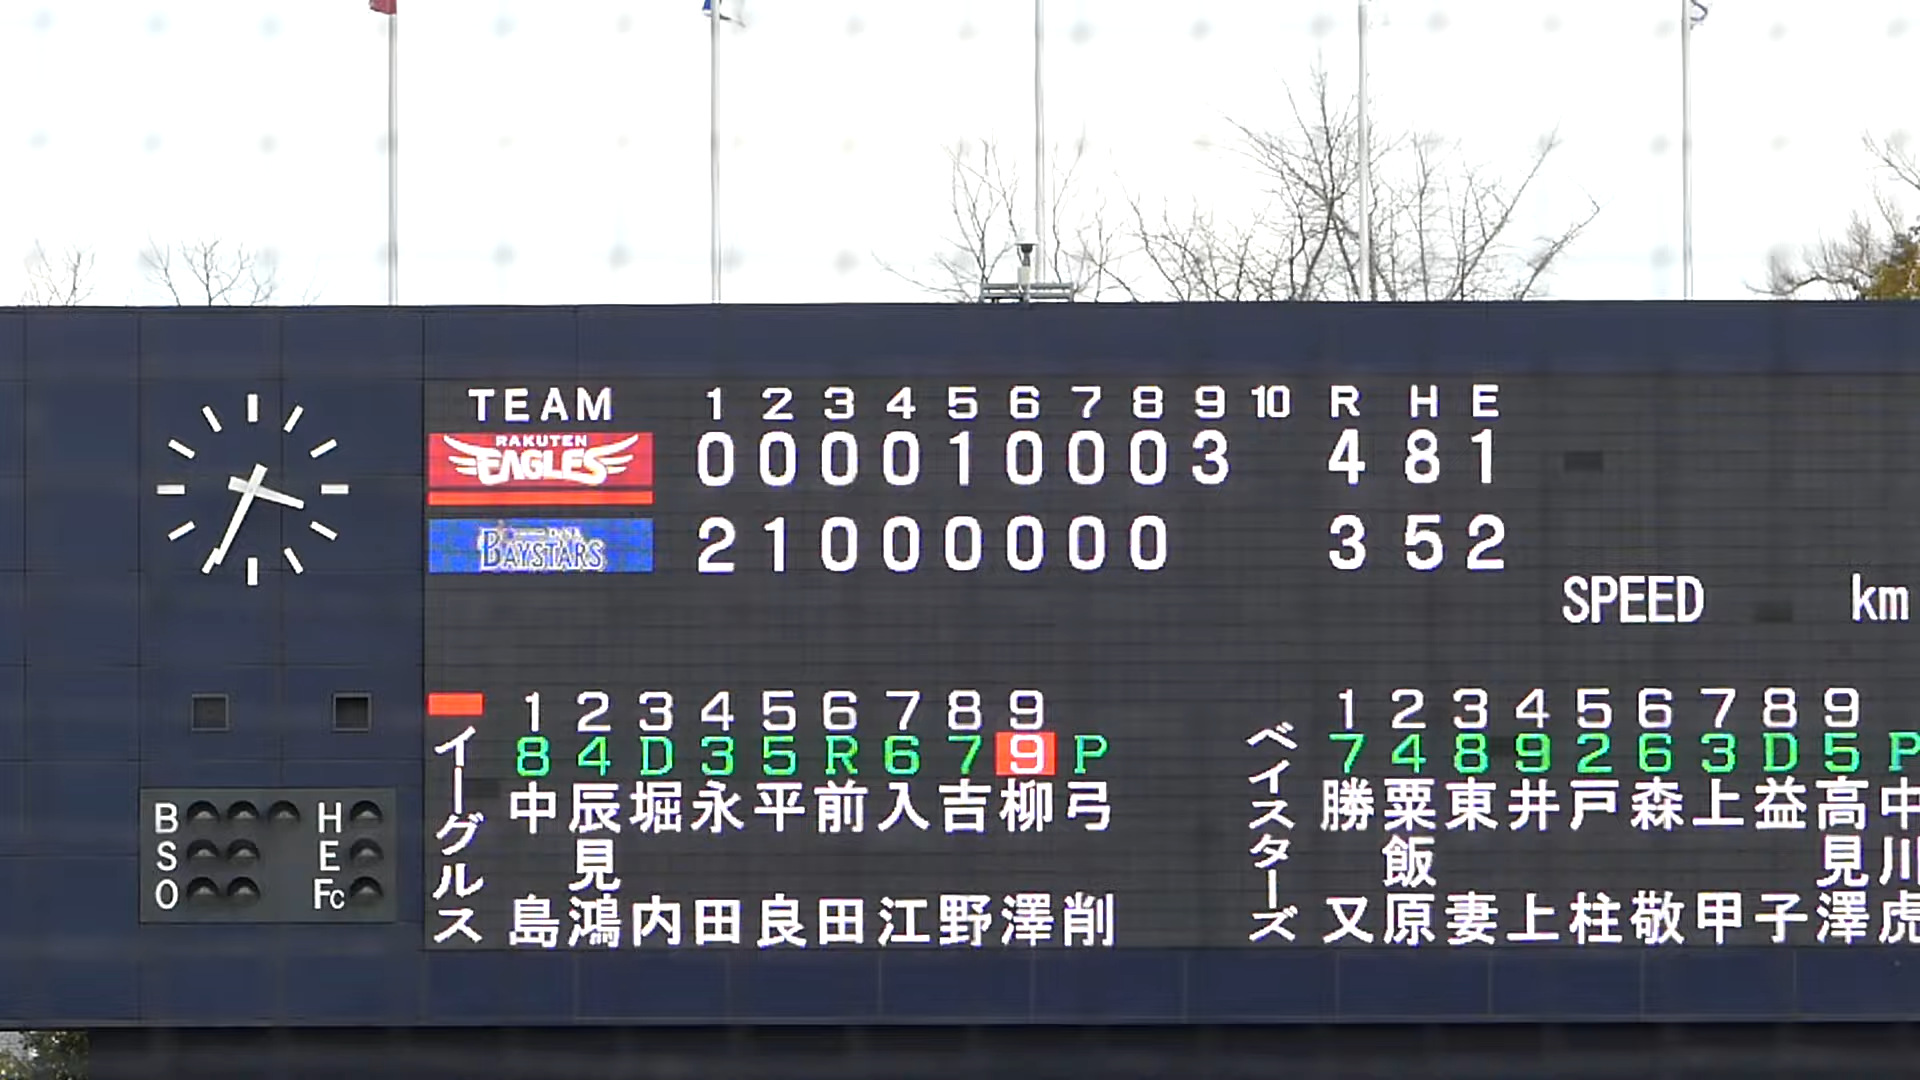 TEAM 1 2 3 4 5 6 7 8 9 10 R H E
RAKUTEN
EAGLES 0 0 0 0 1 0 0 0 3 4 8 1
BAYSTARS 2 1 0 0 0 0 0 0 3 5 2
SPEED km
1 2 3 4 5 6 7 8 9
8 4 D 3 5 R 6 7 9 P
イーグルス
中島
辰見鴻
堀内
永田
平良
前田
入江
吉野
柳澤
弓削
1 2 3 4 5 6 7 8 9
7 4 8 9 2 6 3 D 5 P
ベイスターズ
勝又
粟飯原
東妻
井上
戸柱
森敬
上甲
益子
高見澤
中川虎
B H
S E
O Fc